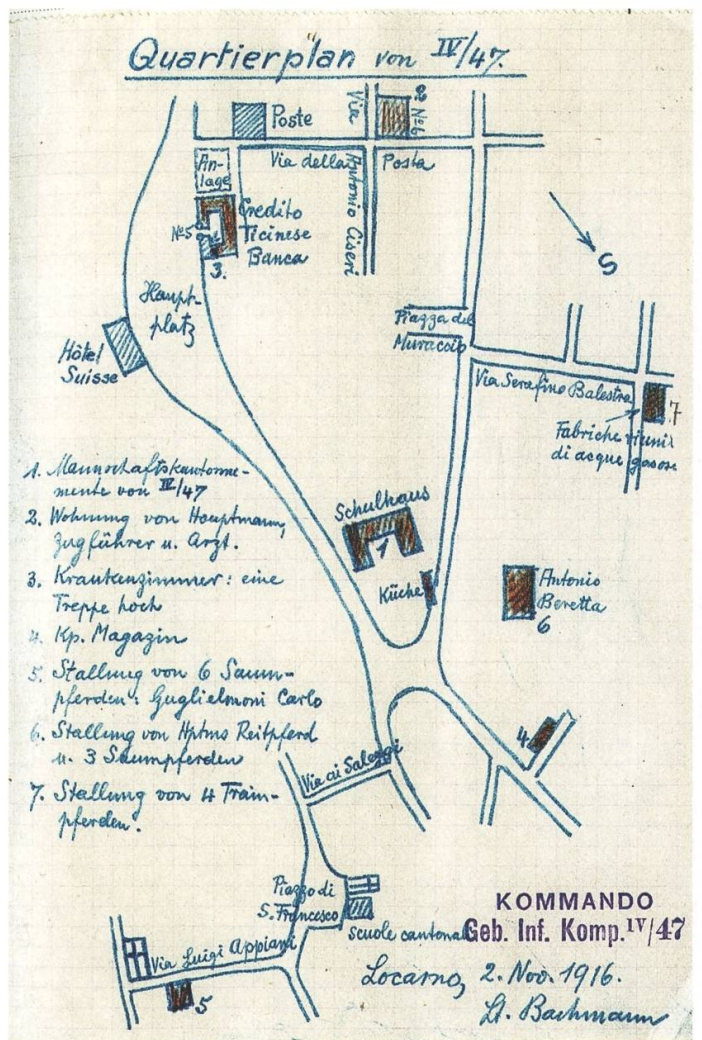 Quartierplan von IV/47.
Poste
Via
Antonio Ciseri
2
No 6
Via della Posta
An-
lage
Credito
Ticinese
Banca
No 5
3.
Haupt-
platz
S
Hôtel
Suisse
Piazza del
Muraccio
Via Serafino Balestra
7
Fabriche riunite
di acque gasose
Schulhaus
1
Küche
Antonio
Beretta
6
4
1. Mannschaftskantonne-
mente von IV/47
2. Wohnung von Hauptmann,
Zugführer u. Arzt.
3. Krankenzimmer: eine
Treppe hoch
4. Kp. Magazin
5. Stallung von 6 Saum-
pferden: Guglielmoni Carlo
6. Stallung von Hptms Reitpferd
u. 3 Saumpferden
7. Stallung von 4 Train-
pferden.
Via ai Saleggi
Piazza di
S. Francesco
Scuole cantonal
Via Luigi Appiani
5
KOMMANDO
Geb. Inf. Komp. IV/47
Locarno, 2. Nov. 1916.
Lt. Bachmann